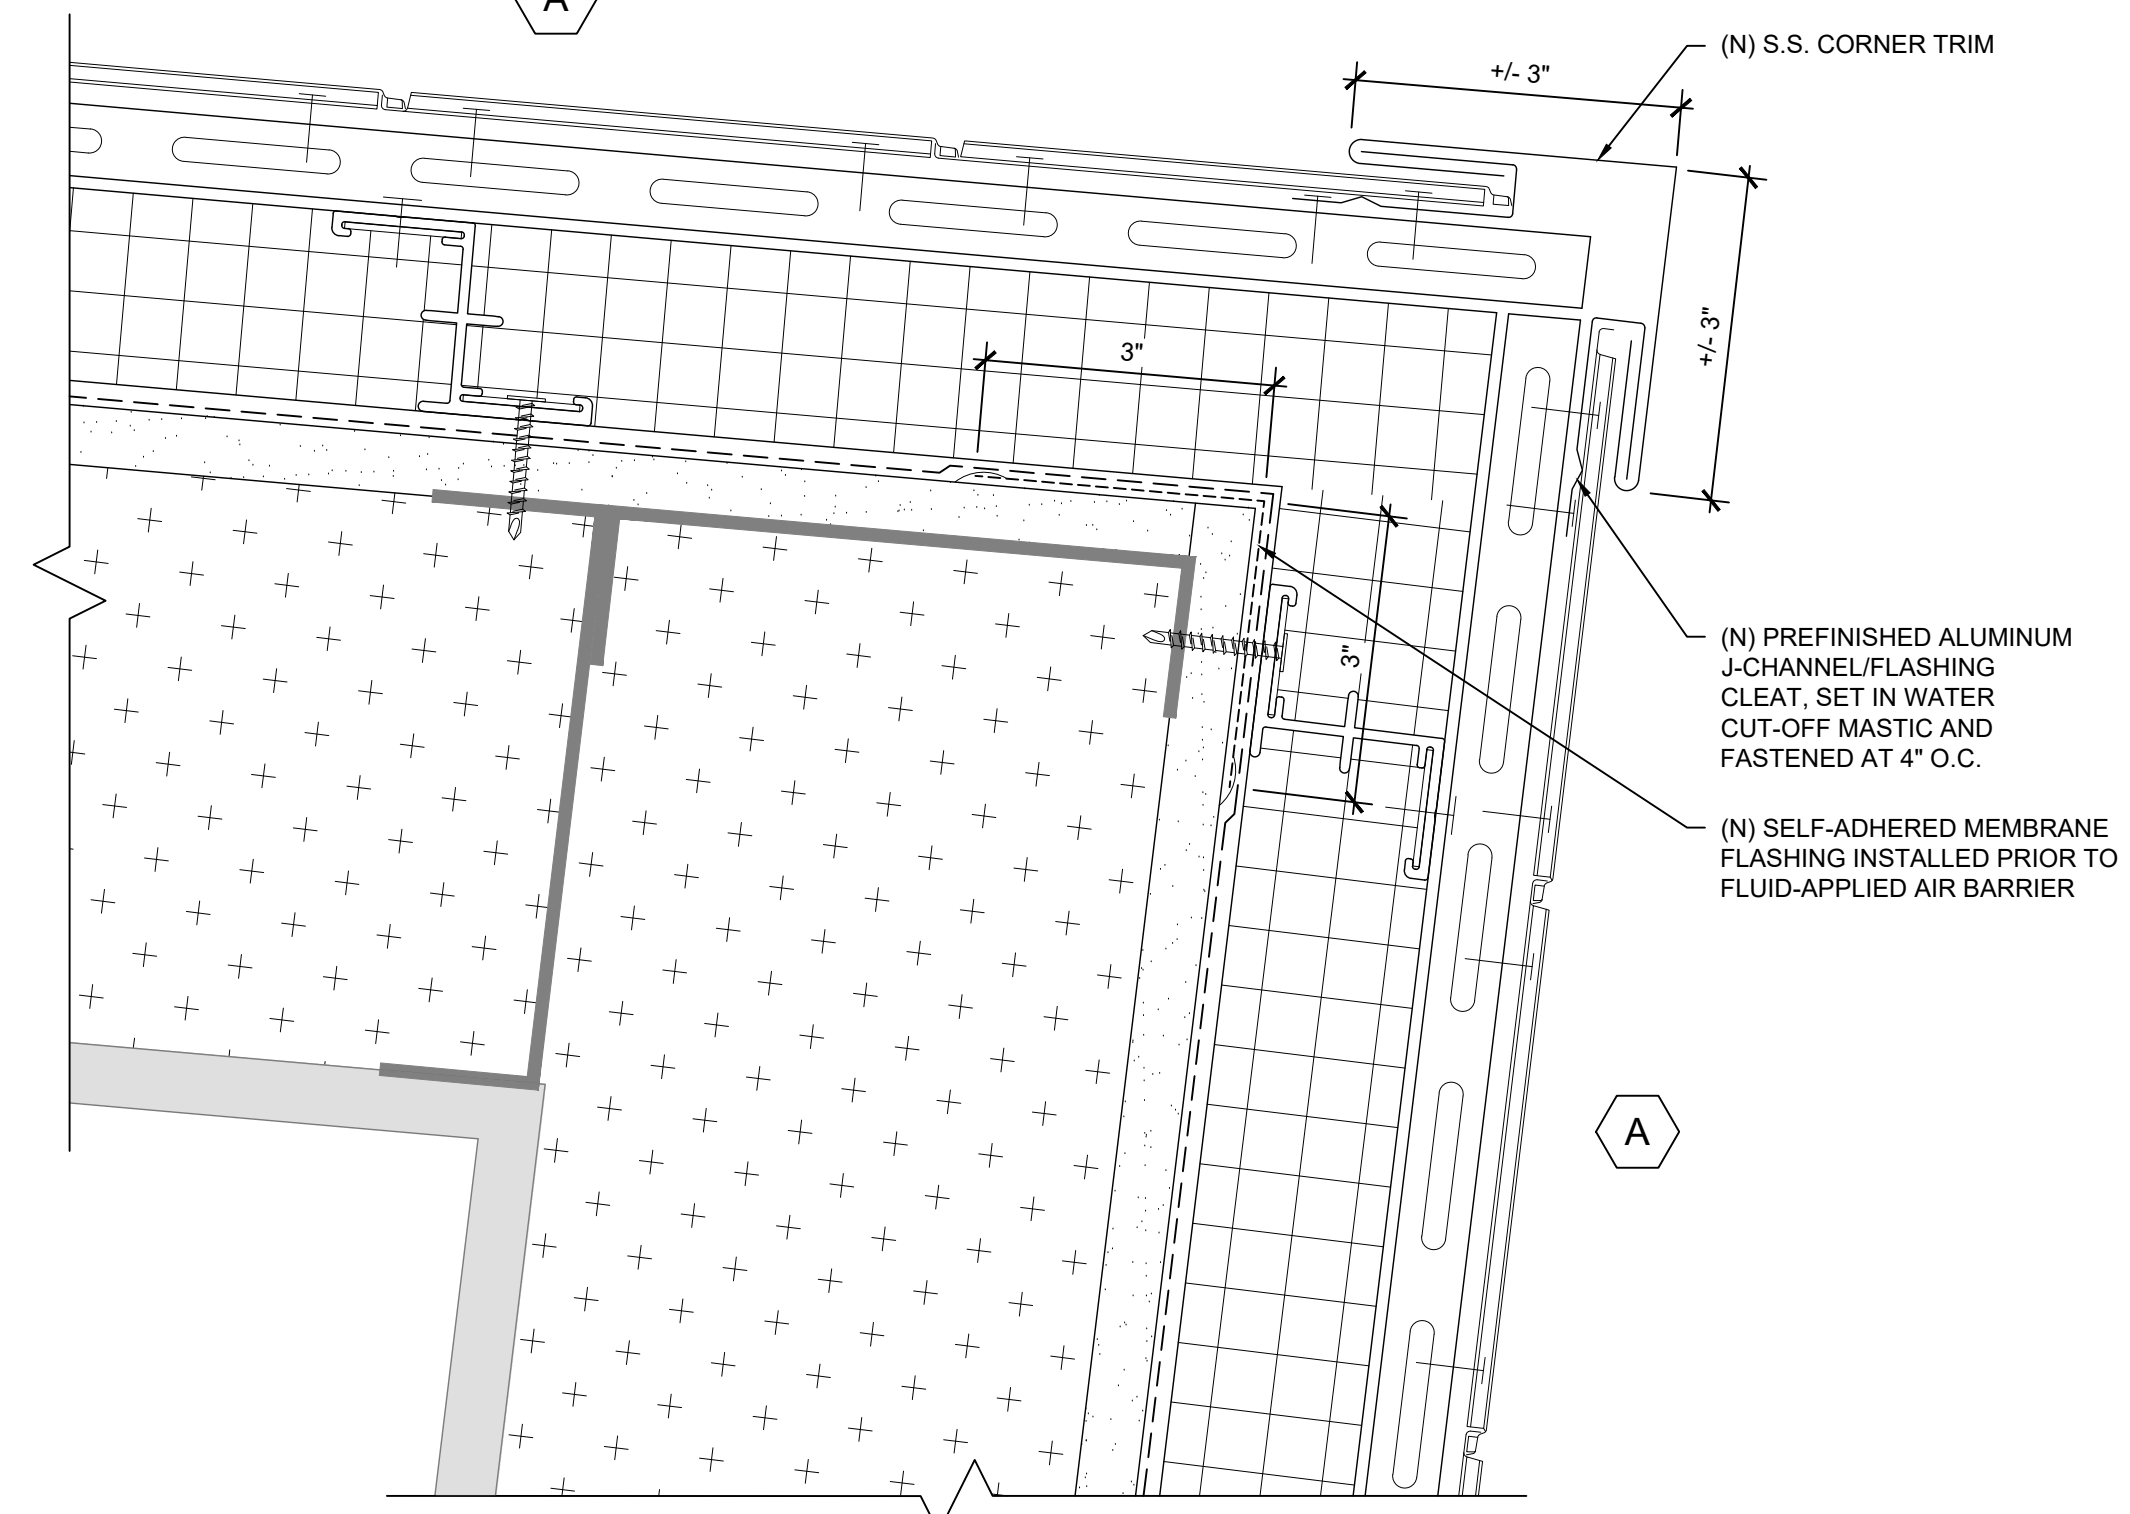 A
(N) S.S. CORNER TRIM
+/- 3"
+/- 3"
3"
3"
(N) PREFINISHED ALUMINUM
J-CHANNEL/FLASHING
CLEAT, SET IN WATER
CUT-OFF MASTIC AND
FASTENED AT 4" O.C.
(N) SELF-ADHERED MEMBRANE
FLASHING INSTALLED PRIOR TO
FLUID-APPLIED AIR BARRIER
A